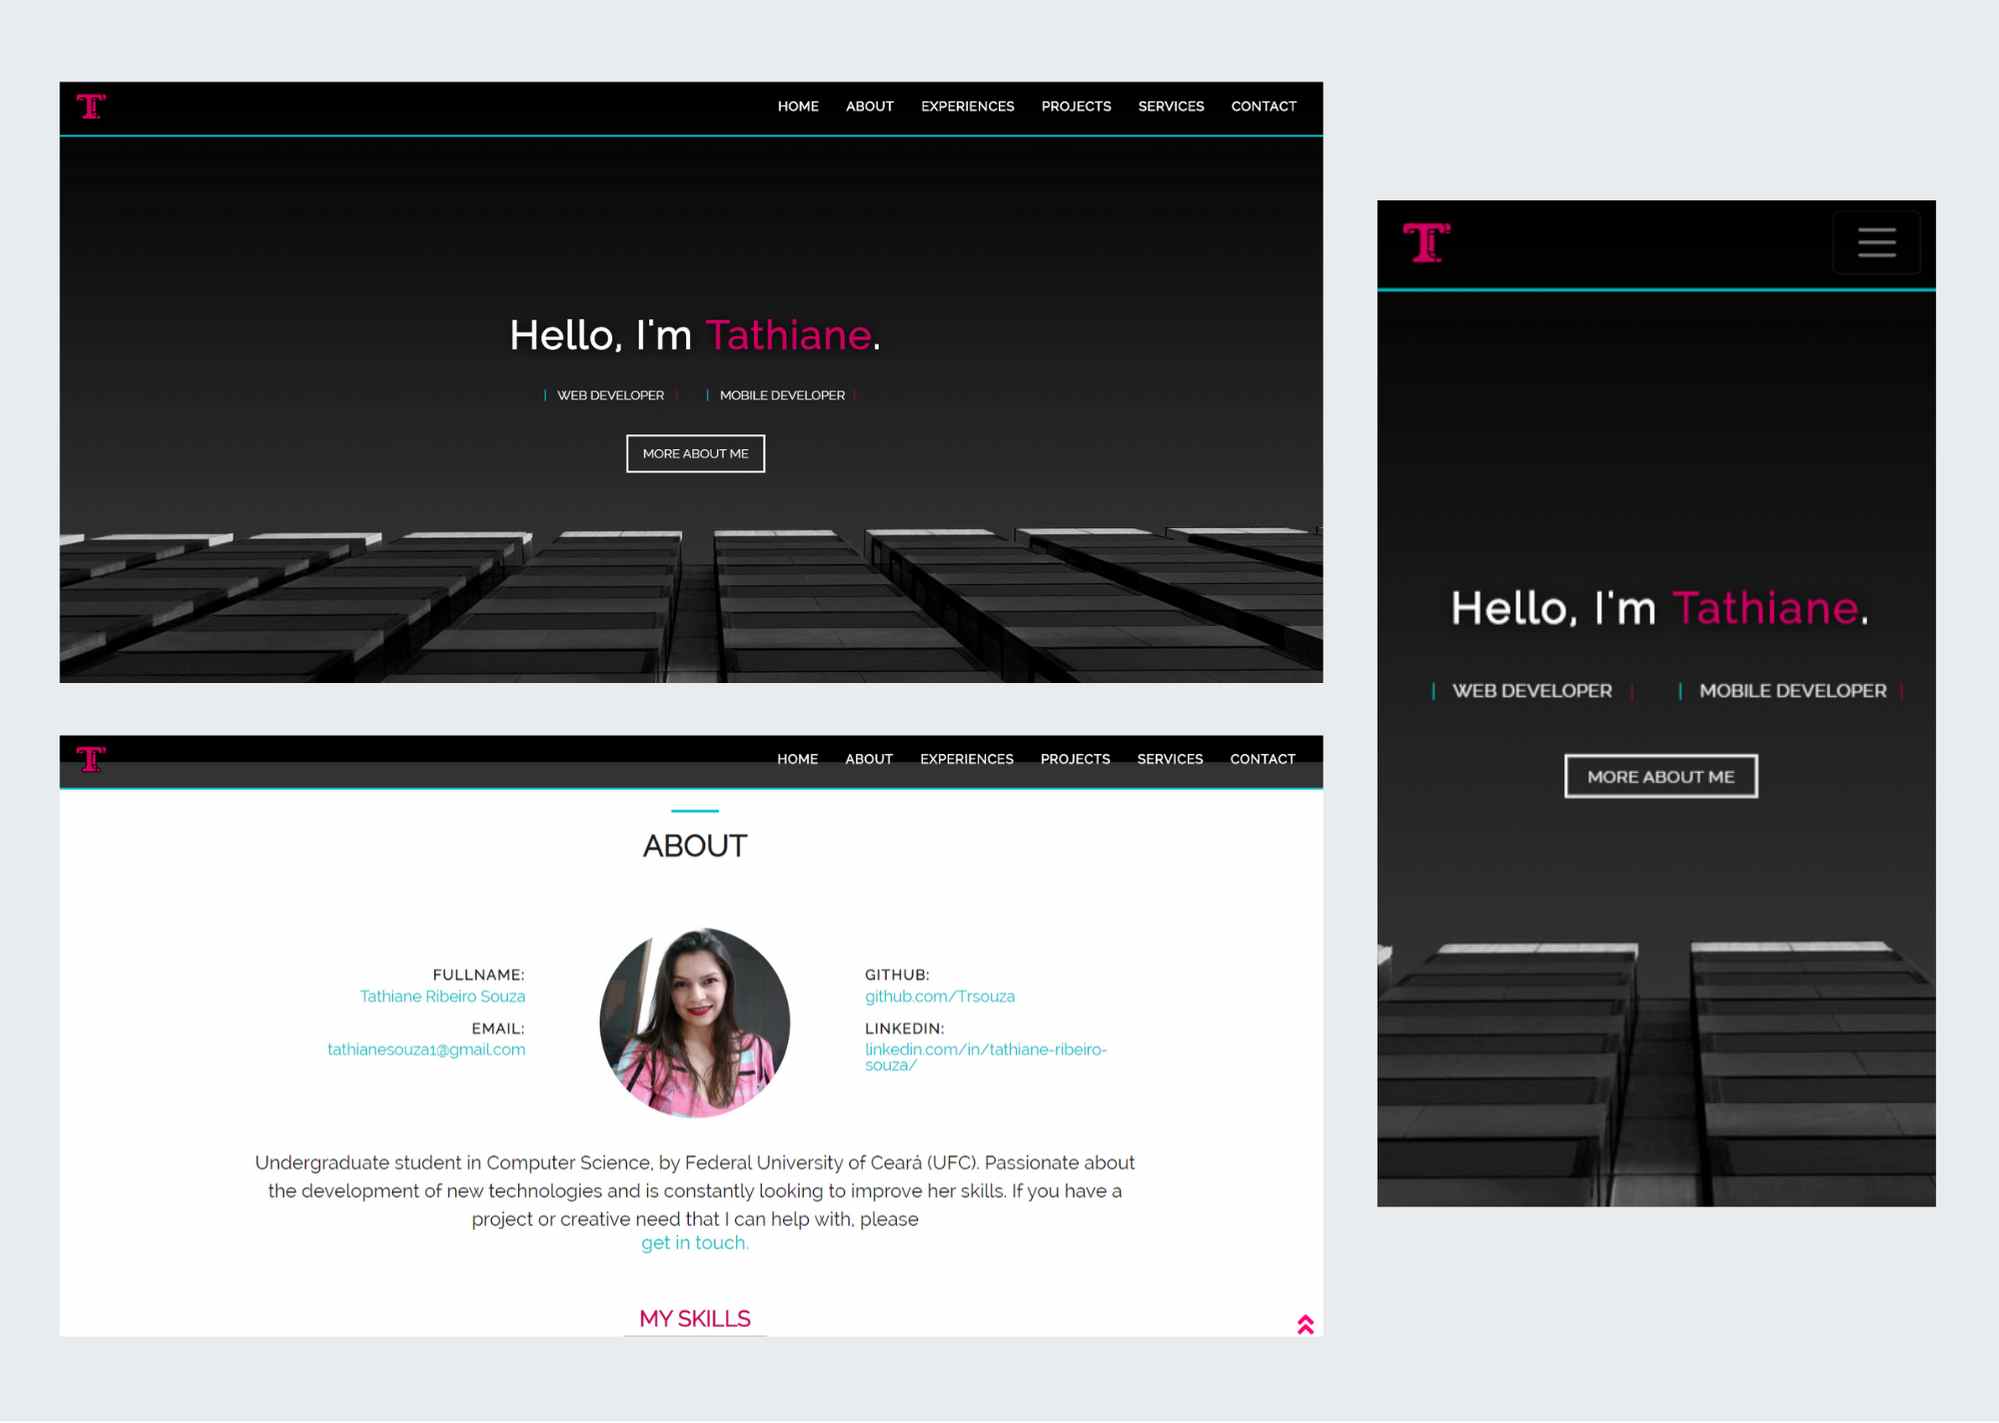 HOME ABOUT EXPERIENCES PROJECTS SERVICES CONTACT
Hello, I'm Tathiane.
| WEB DEVELOPER | | MOBILE DEVELOPER |
MORE ABOUT ME
HOME ABOUT EXPERIENCES PROJECTS SERVICES CONTACT
ABOUT
FULLNAME:
Tathiane Ribeiro Souza
EMAIL:
tathianesouza1@gmail.com
GITHUB:
github.com/Trsouza
LINKEDIN:
linkedin.com/in/tathiane-ribeiro-
souza/
Undergraduate student in Computer Science, by Federal University of Ceará (UFC). Passionate about
the development of new technologies and is constantly looking to improve her skills. If you have a
project or creative need that I can help with, please
get in touch.
MY SKILLS
Hello, I'm Tathiane.
| WEB DEVELOPER | | MOBILE DEVELOPER |
MORE ABOUT ME